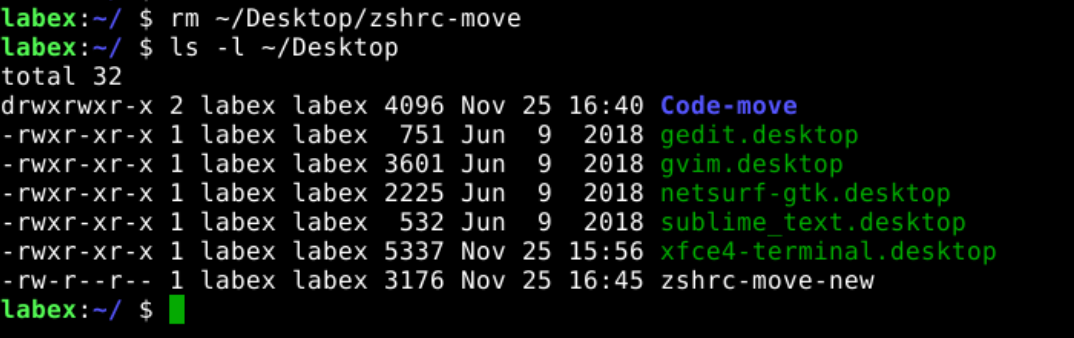 labex:~/ $ rm ~/Desktop/zshrc-move
labex:~/ $ ls -l ~/Desktop
total 32
drwxrwxr-x 2 labex labex 4096 Nov 25 16:40 Code-move
-rwxr-xr-x 1 labex labex  751 Jun  9  2018 gedit.desktop
-rwxr-xr-x 1 labex labex 3601 Jun  9  2018 gvim.desktop
-rwxr-xr-x 1 labex labex 2225 Jun  9  2018 netsurf-gtk.desktop
-rwxr-xr-x 1 labex labex  532 Jun  9  2018 sublime_text.desktop
-rwxr-xr-x 1 labex labex 5337 Nov 25 15:56 xfce4-terminal.desktop
-rw-r--r-- 1 labex labex 3176 Nov 25 16:45 zshrc-move-new
labex:~/ $